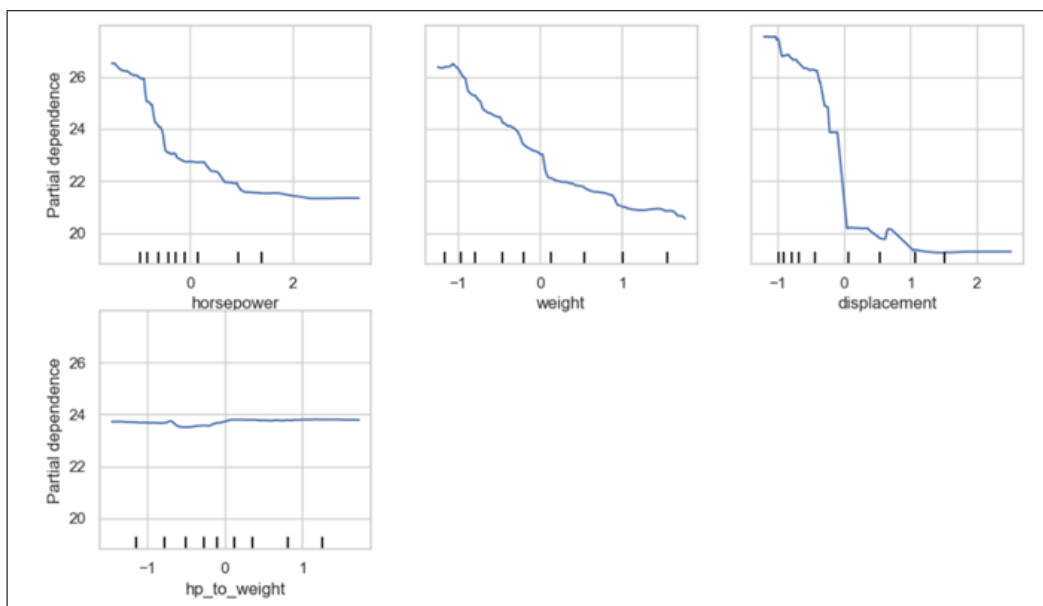 Partial dependence
26
24
22
20
0 2
horsepower
−1 0 1
weight
−1 0 1 2
displacement
Partial dependence
26
24
22
20
−1 0 1
hp_to_weight